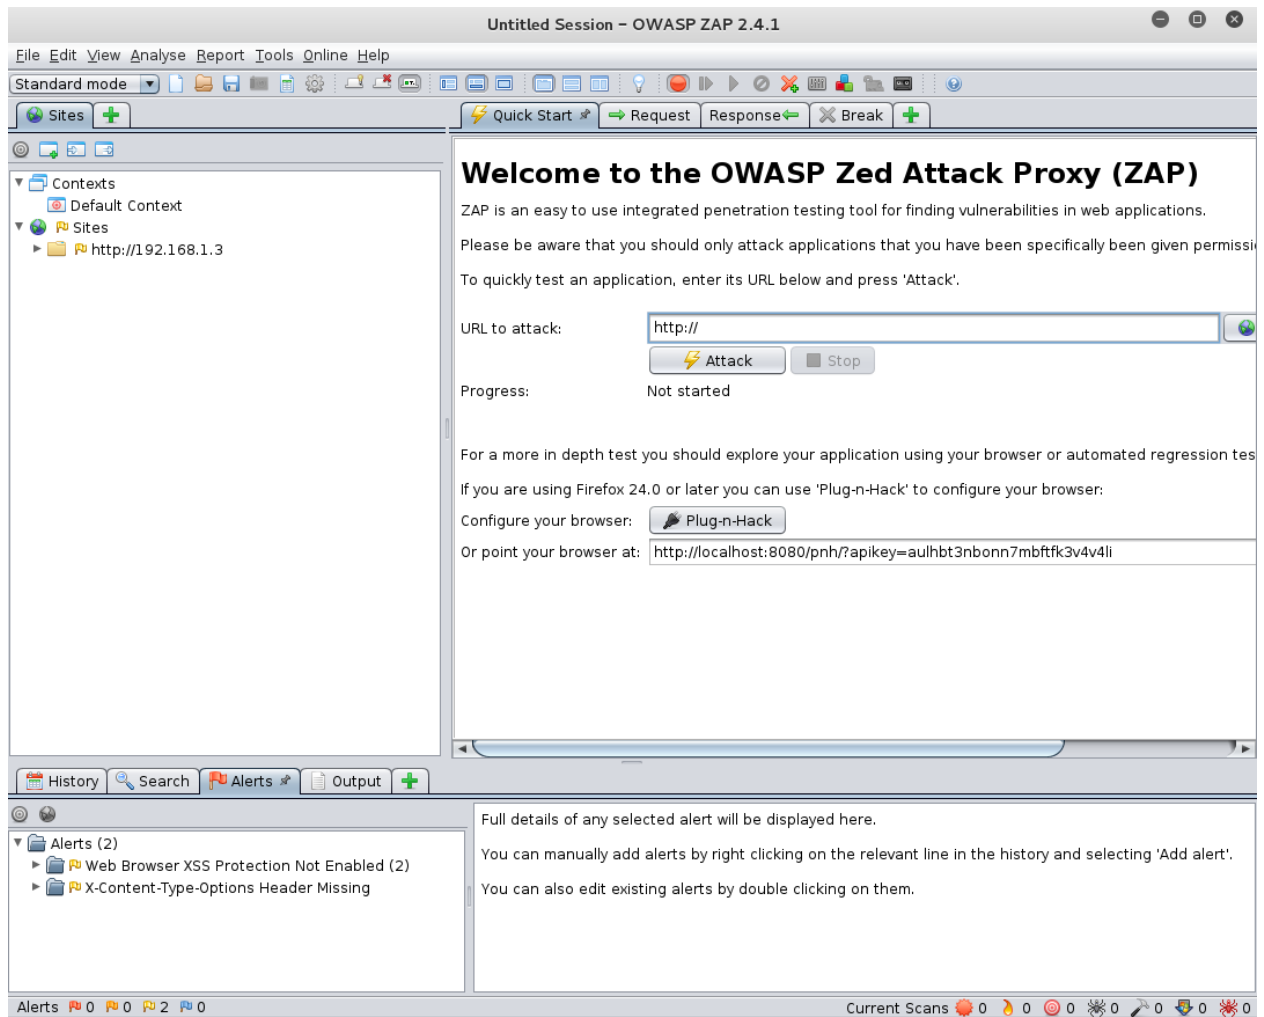 Untitled Session – OWASP ZAP 2.4.1
File Edit View Analyse Report Tools Online Help
Standard mode
Sites
Quick Start
Request
Response
Break
Contexts
Default Context
Sites
http://192.168.1.3
Welcome to the OWASP Zed Attack Proxy (ZAP)
ZAP is an easy to use integrated penetration testing tool for finding vulnerabilities in web applications.
Please be aware that you should only attack applications that you have been specifically been given permissi
To quickly test an application, enter its URL below and press 'Attack'.
URL to attack: http://
Attack Stop
Progress: Not started
For a more in depth test you should explore your application using your browser or automated regression tes
If you are using Firefox 24.0 or later you can use 'Plug-n-Hack' to configure your browser:
Configure your browser: Plug-n-Hack
Or point your browser at: http://localhost:8080/pnh/?apikey=aulhbt3nbonn7mbftfk3v4v4li
History Search Alerts Output
Alerts (2)
Web Browser XSS Protection Not Enabled (2)
X-Content-Type-Options Header Missing
Full details of any selected alert will be displayed here.
You can manually add alerts by right clicking on the relevant line in the history and selecting 'Add alert'.
You can also edit existing alerts by double clicking on them.
Alerts 0 0 2 0
Current Scans 0 0 0 0 0 0 0